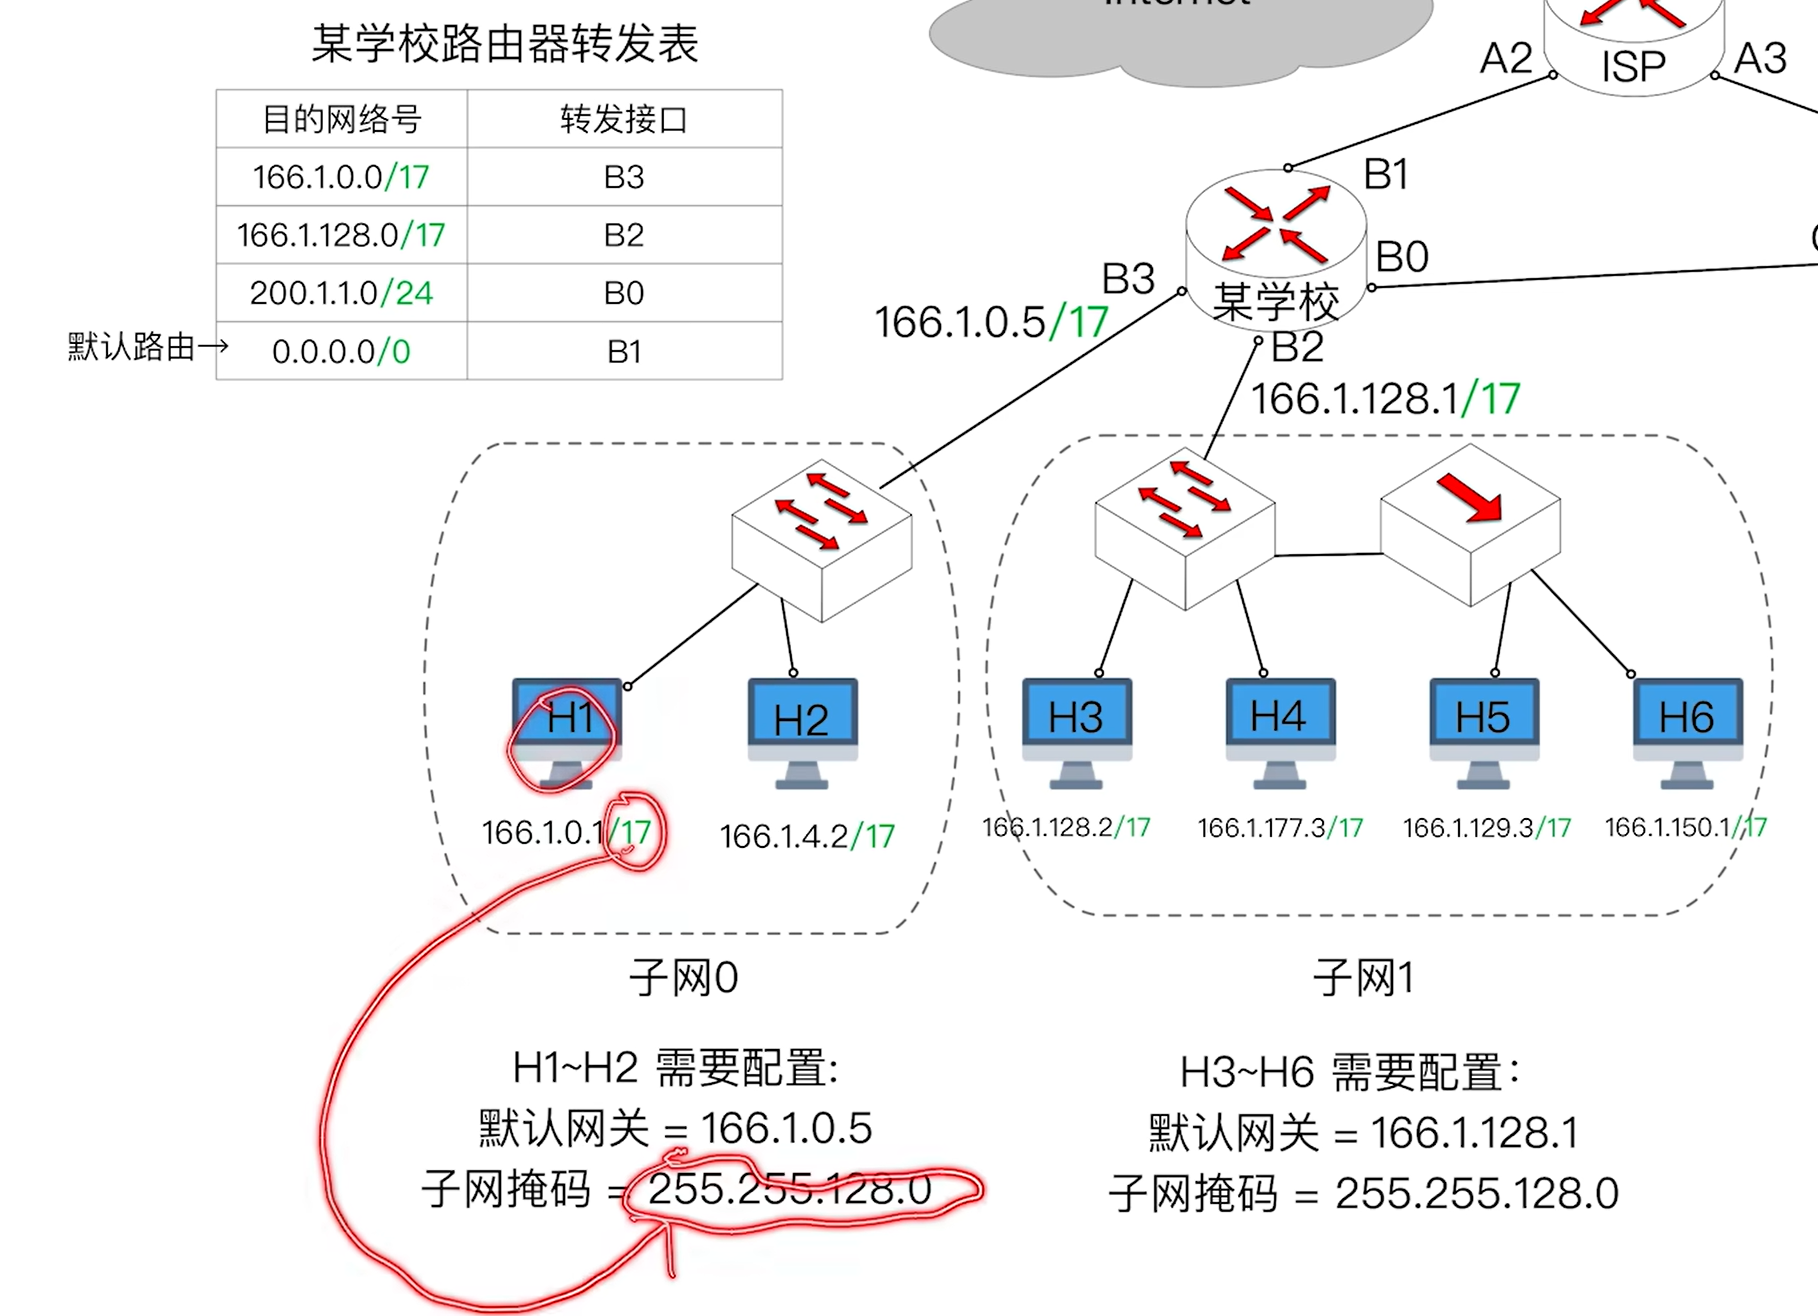 某学校路由器转发表
目的网络号 转发接口
166.1.0.0/17 B3
166.1.128.0/17 B2
200.1.1.0/24 B0
默认路由→ 0.0.0.0/0 B1
Internet
A2
ISP
A3
B1
B0
B3
某学校
166.1.0.5/17
B2
166.1.128.1/17
H1
H2
H3
H4
H5
H6
166.1.0.1/17
166.1.4.2/17
166.1.128.2/17
166.1.177.3/17
166.1.129.3/17
166.1.150.1/17
子网0
子网1
H1~H2 需要配置:
默认网关 = 166.1.0.5
子网掩码 = 255.255.128.0
H3~H6 需要配置：
默认网关 = 166.1.128.1
子网掩码 = 255.255.128.0